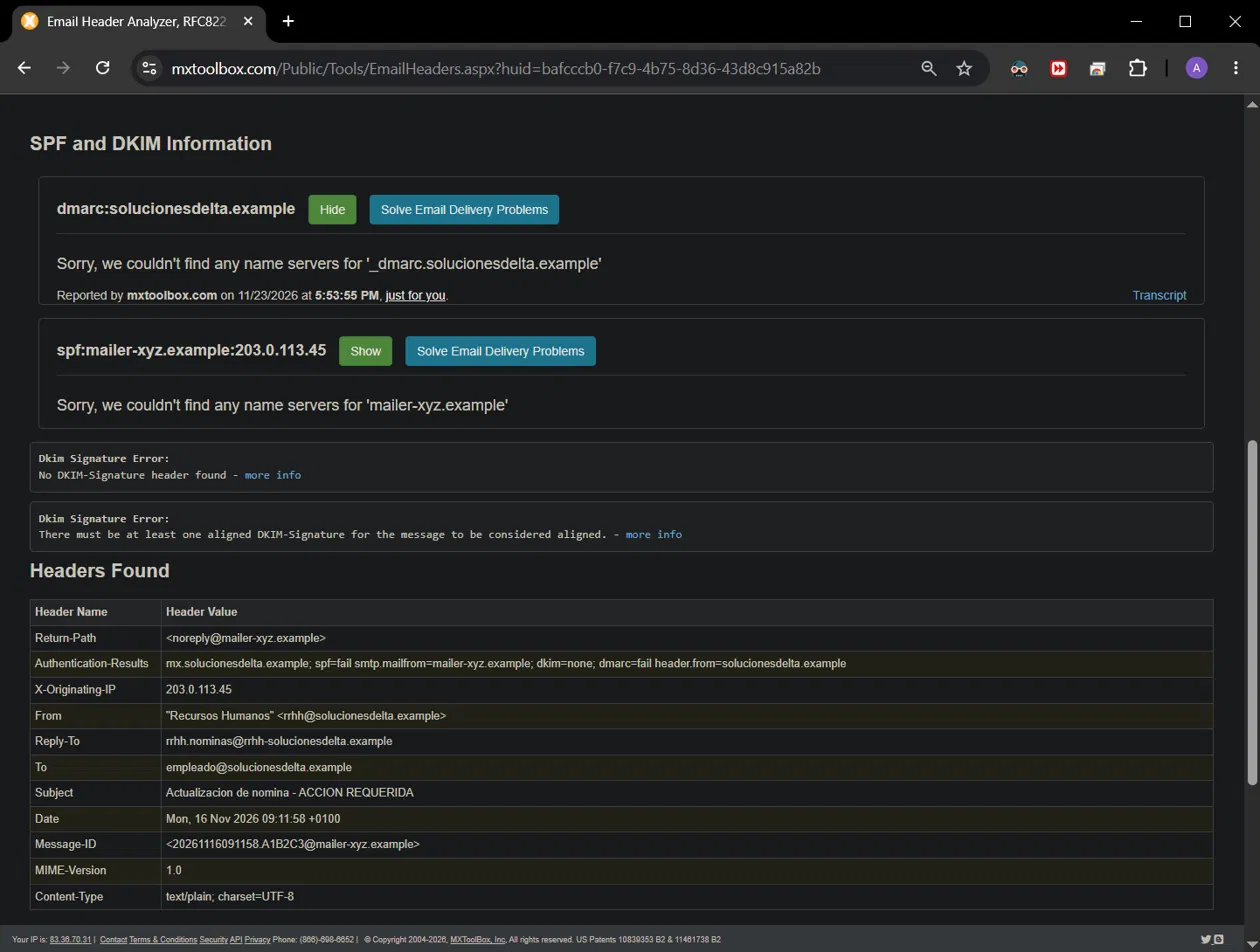 Email Header Analyzer, RFC822
mxtoolbox.com/Public/Tools/EmailHeaders.aspx?huid=bafcccb0-f7c9-4b75-8d36-43d8c915a82b
A
SPF and DKIM Information
dmarc:solucionesdelta.example Hide Solve Email Delivery Problems
Sorry, we couldn't find any name servers for '_dmarc.solucionesdelta.example'
Reported by mxtoolbox.com on 11/23/2026 at 5:53:55 PM, just for you. Transcript
spf:mailer-xyz.example:203.0.113.45 Show Solve Email Delivery Problems
Sorry, we couldn't find any name servers for 'mailer-xyz.example'
Dkim Signature Error:
No DKIM-Signature header found - more info
Dkim Signature Error:
There must be at least one aligned DKIM-Signature for the message to be considered aligned. - more info
Headers Found
Header Name Header Value
Return-Path <noreply@mailer-xyz.example>
Authentication-Results mx.solucionesdelta.example; spf=fail smtp.mailfrom=mailer-xyz.example; dkim=none; dmarc=fail header.from=solucionesdelta.example
X-Originating-IP 203.0.113.45
From "Recursos Humanos" <rrhh@solucionesdelta.example>
Reply-To rrhh.nominas@rrhh-solucionesdelta.example
To empleado@solucionesdelta.example
Subject Actualizacion de nomina - ACCION REQUERIDA
Date Mon, 16 Nov 2026 09:11:58 +0100
Message-ID <20261116091158.A1B2C3@mailer-xyz.example>
MIME-Version 1.0
Content-Type text/plain; charset=UTF-8
Your IP is: 83.36.70.31 | Contact Terms & Conditions Security API Privacy Phone: (866)-698-6652 | © Copyright 2004-2026, MXToolBox, Inc, All rights reserved. US Patents 10839353 B2 & 11461738 B2